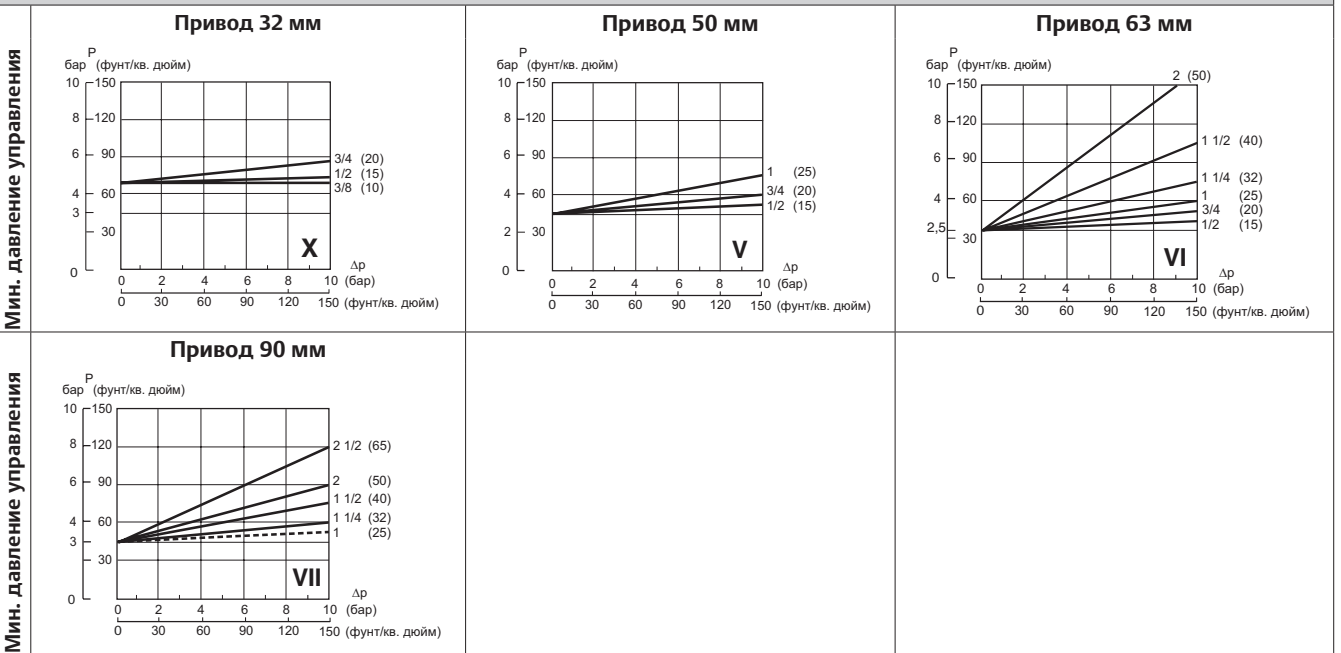 Мин. давление управления
Привод 32 мм
P
бар (фунт/кв. дюйм)
10 150
8 120
6 90
4 60
3
30
0
3/4 (20)
1/2 (15)
3/8 (10)
X
Δp
0 2 4 6 8 10 (бар)
0 30 60 90 120 150 (фунт/кв. дюйм)
Привод 50 мм
P
бар (фунт/кв. дюйм)
10 150
8 120
6 90
4 60
2 30
0
1 (25)
3/4 (20)
1/2 (15)
V
Δp
0 2 4 6 8 10 (бар)
0 30 60 90 120 150 (фунт/кв. дюйм)
Привод 63 мм
P
бар (фунт/кв. дюйм)
10 150
8 120
6 90
4 60
2,5
30
0
2 (50)
1 1/2 (40)
1 1/4 (32)
1 (25)
3/4 (20)
1/2 (15)
VI
Δp
0 2 4 6 8 10 (бар)
0 30 60 90 120 150 (фунт/кв. дюйм)
Мин. давление управления
Привод 90 мм
P
бар (фунт/кв. дюйм)
10 150
8 120
6 90
4 60
3
30
0
2 1/2 (65)
2 (50)
1 1/2 (40)
1 1/4 (32)
1 (25)
VII
Δp
0 2 4 6 8 10 (бар)
0 30 60 90 120 150 (фунт/кв. дюйм)